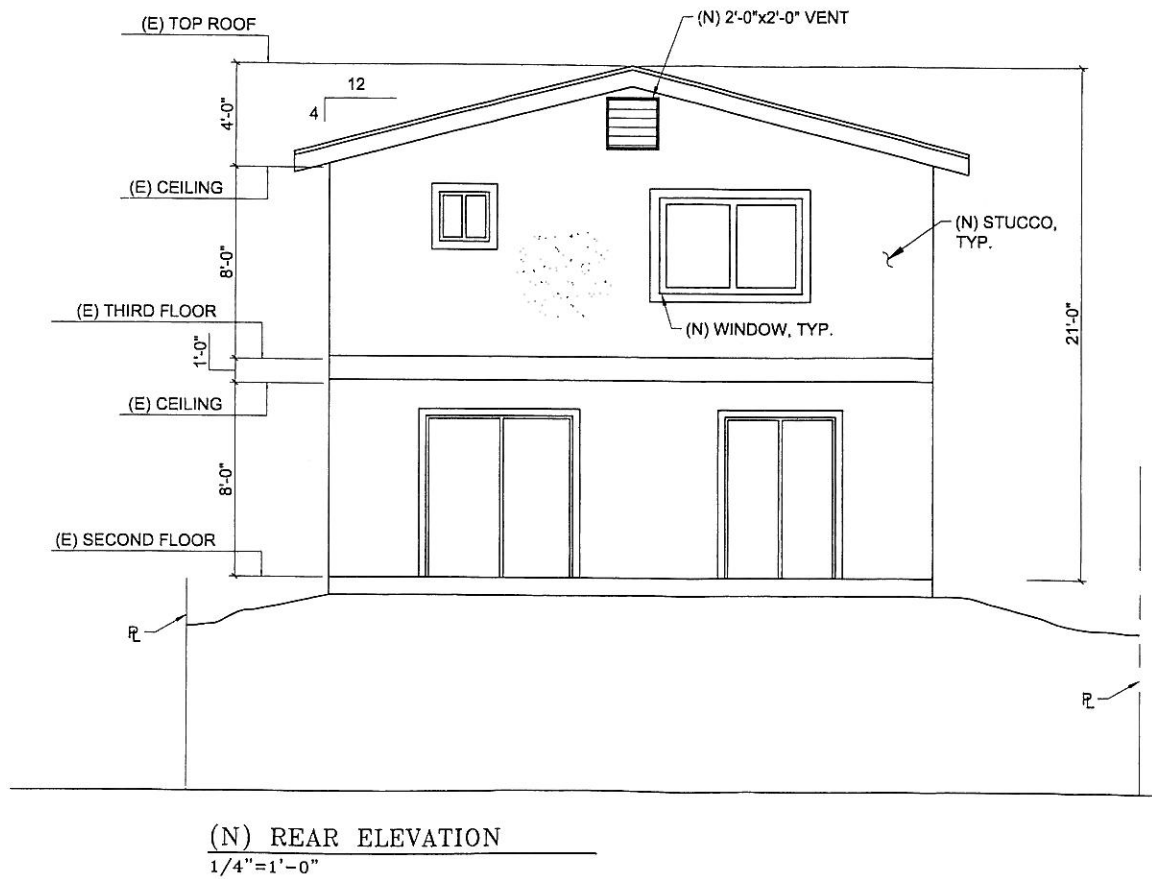 (E) TOP ROOF
(N) 2'-0"x2'-0" VENT
12
4
4'-0"
(E) CEILING
8'-0"
(N) STUCCO,
TYP.
(E) THIRD FLOOR
(N) WINDOW, TYP.
1'-0"
21'-0"
(E) CEILING
8'-0"
(E) SECOND FLOOR
PL
PL
(N) REAR ELEVATION
1/4"=1'-0"